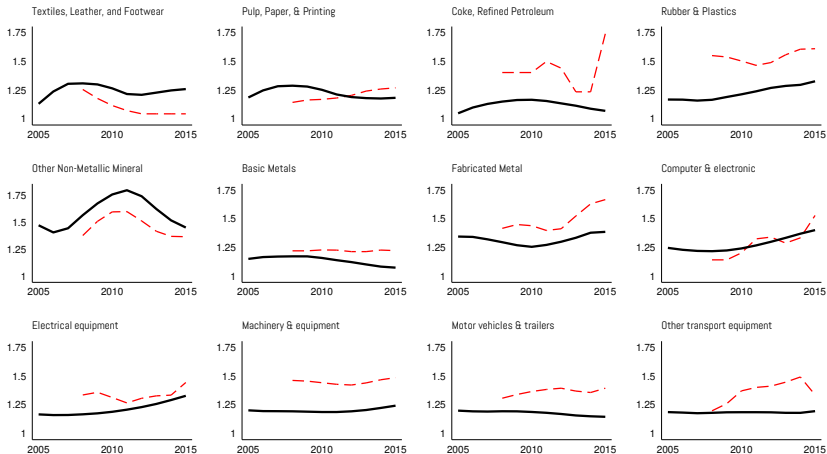 Textiles, Leather, and Footwear
1.75
1.5
1.25
1
2005 2010 2015
Pulp, Paper, & Printing
1.75
1.5
1.25
1
2005 2010 2015
Coke, Refined Petroleum
1.75
1.5
1.25
1
2005 2010 2015
Rubber & Plastics
1.75
1.5
1.25
1
2005 2010 2015
Other Non-Metallic Mineral
1.75
1.5
1.25
1
2005 2010 2015
Basic Metals
1.75
1.5
1.25
1
2005 2010 2015
Fabricated Metal
1.75
1.5
1.25
1
2005 2010 2015
Computer & electronic
1.75
1.5
1.25
1
2005 2010 2015
Electrical equipment
1.75
1.5
1.25
1
2005 2010 2015
Machinery & equipment
1.75
1.5
1.25
1
2005 2010 2015
Motor vehicles & trailers
1.75
1.5
1.25
1
2005 2010 2015
Other transport equipment
1.75
1.5
1.25
1
2005 2010 2015